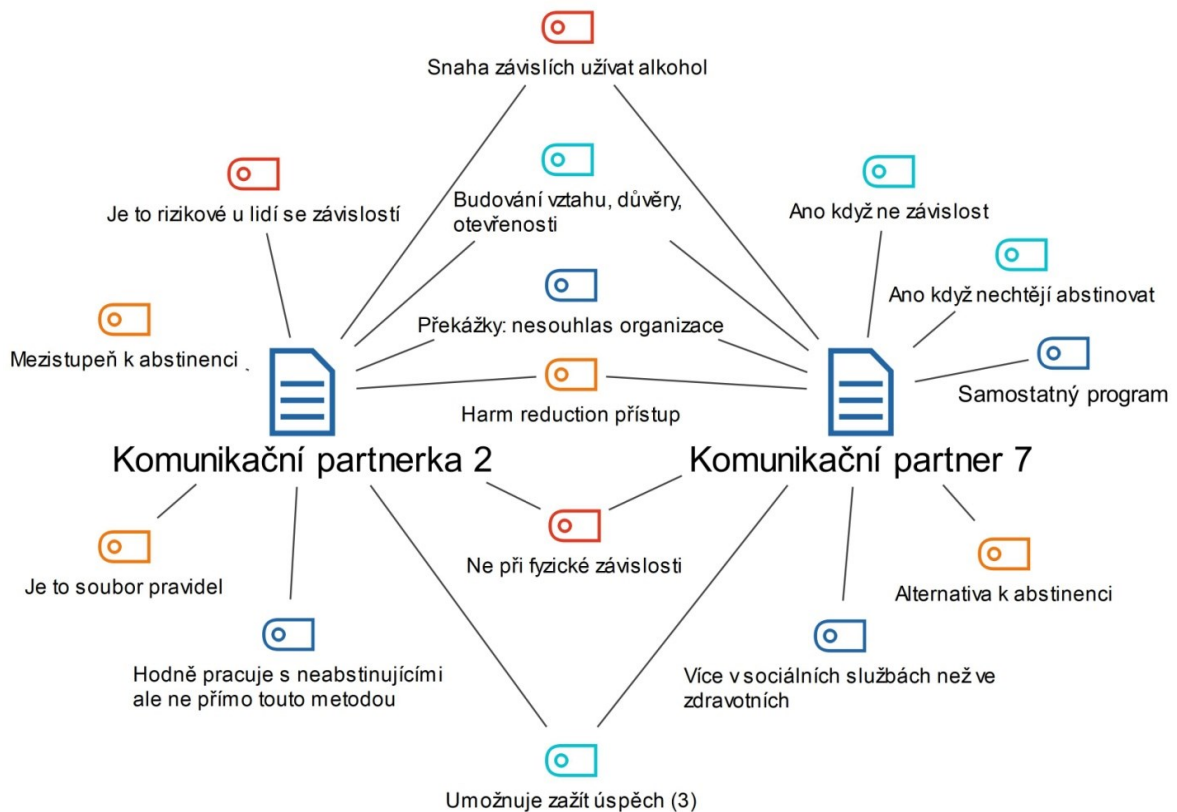 Snaha závislích užívat alkohol
Je to rizikové u lidí se závislostí
Budování vztahu, důvěry,
otevřenosti
Ano když ne závislost
Ano když nechtějí abstinovat
Překážky: nesouhlas organizace
Mezistupeň k abstinenci
Samostatný program
Harm reduction přístup
Komunikační partnerka 2
Komunikační partner 7
Ne při fyzické závislosti
Je to soubor pravidel
Alternativa k abstinenci
Hodně pracuje s neabstinujícími
ale ne přímo touto metodou
Více v sociálních službách než ve
zdravotních
Umožnuje zažít úspěch (3)